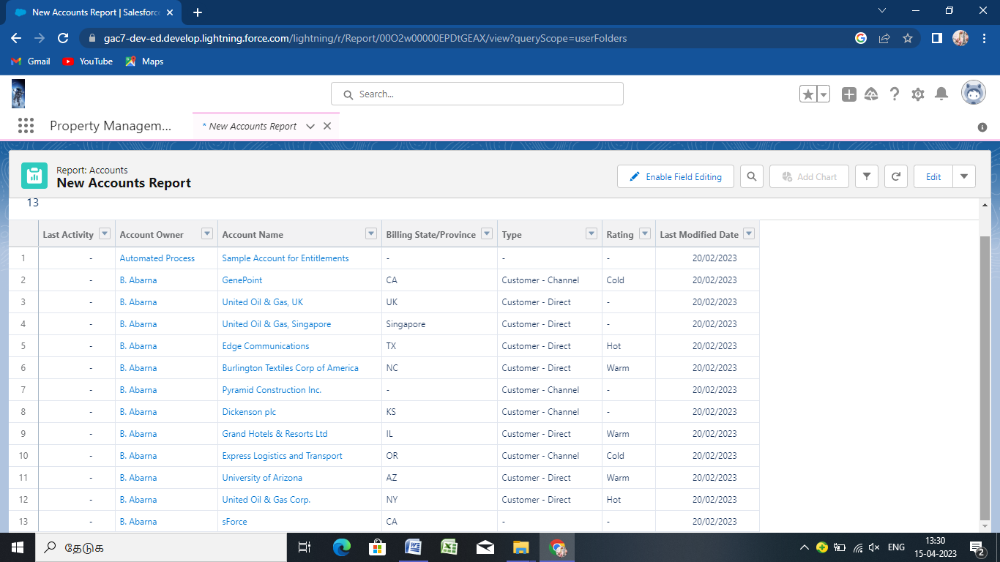 New Accounts Report | Salesforc
gac7-dev-ed.develop.lightning.force.com/lightning/r/Report/00O2w00000EPDtGEAX/view?queryScope=userFolders
Gmail YouTube Maps
Search...
Property Managem... * New Accounts Report
Report: Accounts
New Accounts Report
Enable Field Editing Add Chart Edit
13
Last Activity Account Owner Account Name Billing State/Province Type Rating Last Modified Date
1 - Automated Process Sample Account for Entitlements - - - 20/02/2023
2 - B. Abarna GenePoint CA Customer - Channel Cold 20/02/2023
3 - B. Abarna United Oil & Gas, UK UK Customer - Direct - 20/02/2023
4 - B. Abarna United Oil & Gas, Singapore Singapore Customer - Direct - 20/02/2023
5 - B. Abarna Edge Communications TX Customer - Direct Hot 20/02/2023
6 - B. Abarna Burlington Textiles Corp of America NC Customer - Direct Warm 20/02/2023
7 - B. Abarna Pyramid Construction Inc. - Customer - Channel - 20/02/2023
8 - B. Abarna Dickenson plc KS Customer - Channel - 20/02/2023
9 - B. Abarna Grand Hotels & Resorts Ltd IL Customer - Direct Warm 20/02/2023
10 - B. Abarna Express Logistics and Transport OR Customer - Channel Cold 20/02/2023
11 - B. Abarna University of Arizona AZ Customer - Direct Warm 20/02/2023
12 - B. Abarna United Oil & Gas Corp. NY Customer - Direct Hot 20/02/2023
13 - B. Abarna sForce CA - - 20/02/2023
தேடுக ENG 13:30
15-04-2023 2